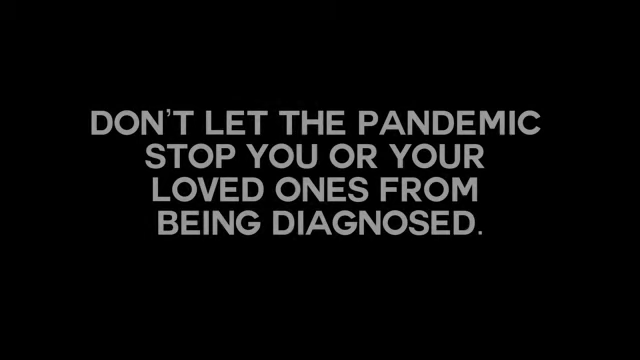 DON'T LET THE PANDEMIC
STOP YOU OR YOUR
LOVED ONES FROM
BEING DIAGNOSED.